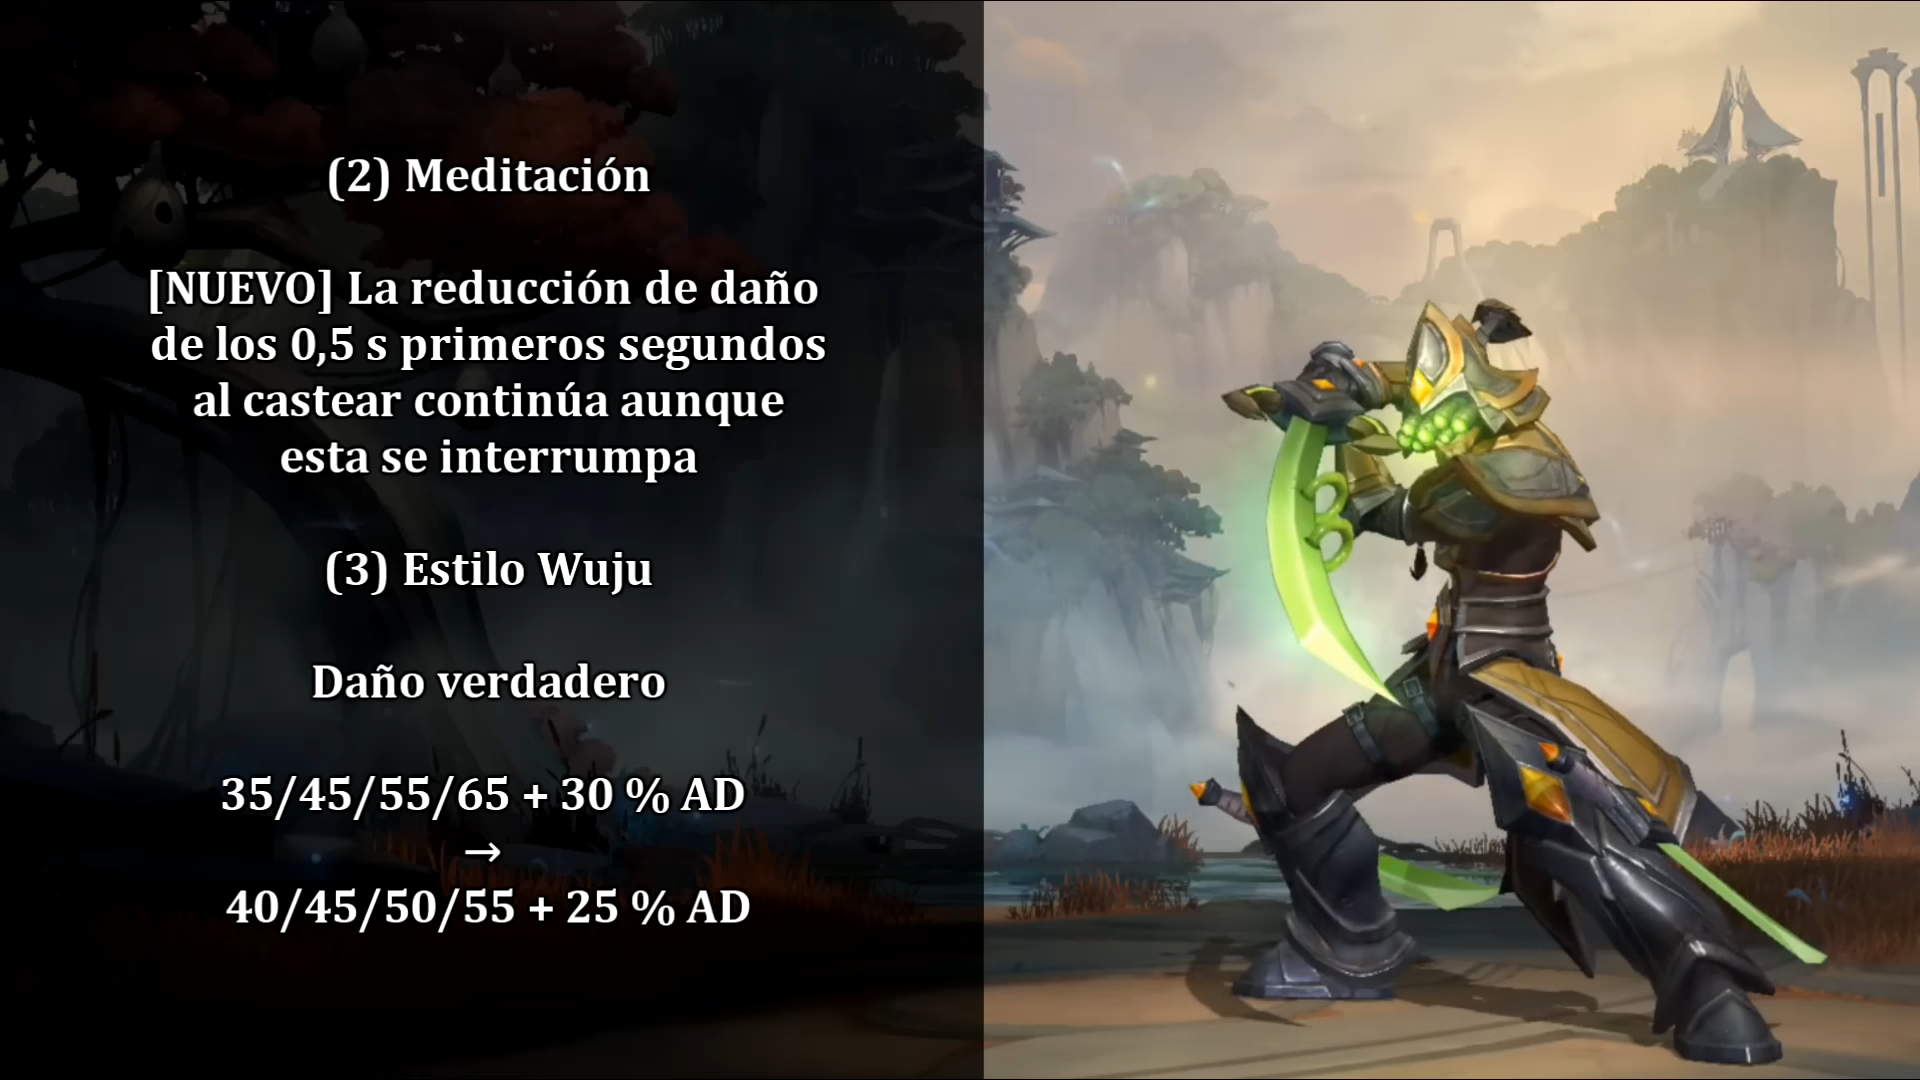 (2) Meditación
[NUEVO] La reducción de daño
de los 0,5 s primeros segundos
al castear continúa aunque
esta se interrumpa
(3) Estilo Wuju
Daño verdadero
35/45/55/65 + 30 % AD
→
40/45/50/55 + 25 % AD